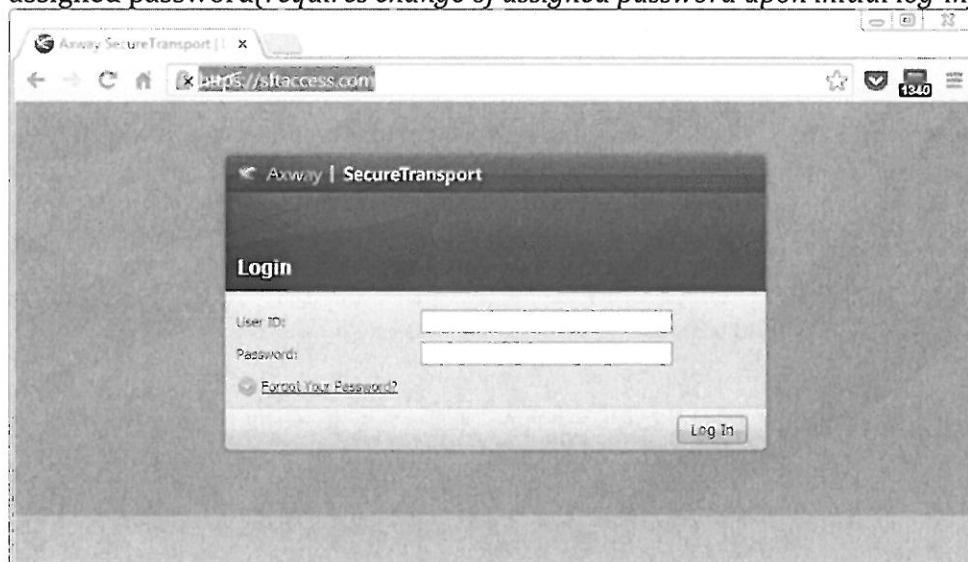 assigned password(requires change of assigned password upon initial log-in
Axway SecureTransport |
https://sftaccess.com
1340
Axway | SecureTransport
Login
User ID:
Password:
Forgot Your Password?
Log In